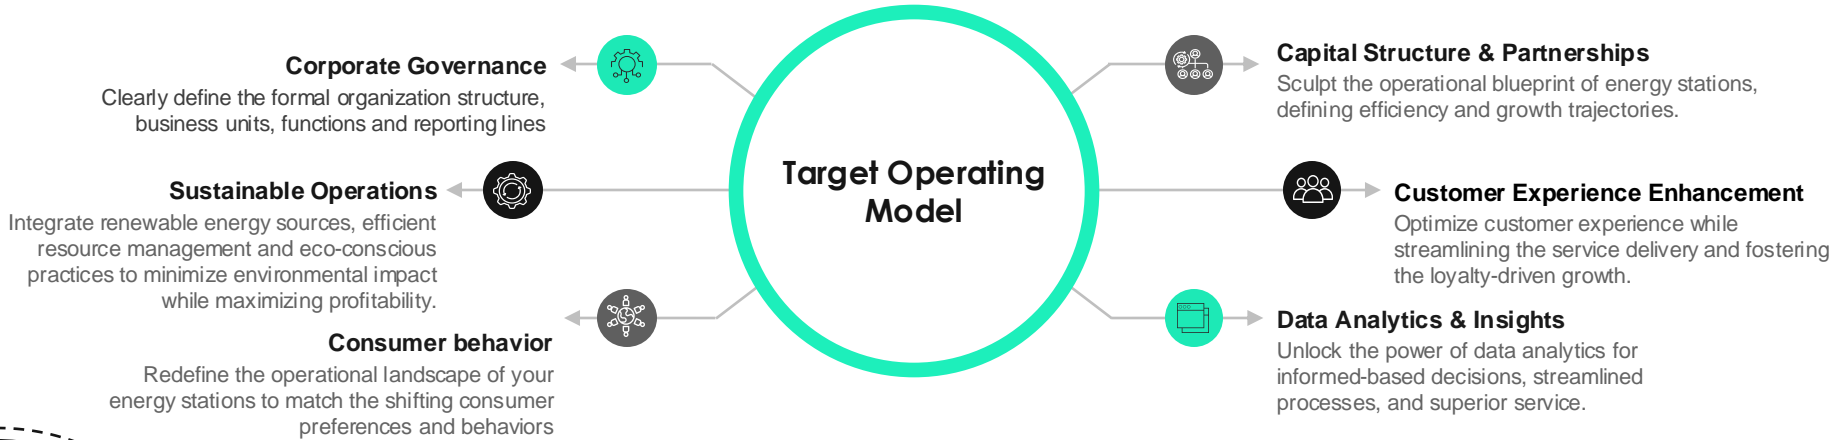 Target Operating
Model
Corporate Governance
Clearly define the formal organization structure,
business units, functions and reporting lines
Sustainable Operations
Integrate renewable energy sources, efficient
resource management and eco-conscious
practices to minimize environmental impact
while maximizing profitability.
Consumer behavior
Redefine the operational landscape of your
energy stations to match the shifting consumer
preferences and behaviors
Capital Structure & Partnerships
Sculpt the operational blueprint of energy stations,
defining efficiency and growth trajectories.
Customer Experience Enhancement
Optimize customer experience while
streamlining the service delivery and fostering
the loyalty-driven growth.
Data Analytics & Insights
Unlock the power of data analytics for
informed-based decisions, streamlined
processes, and superior service.